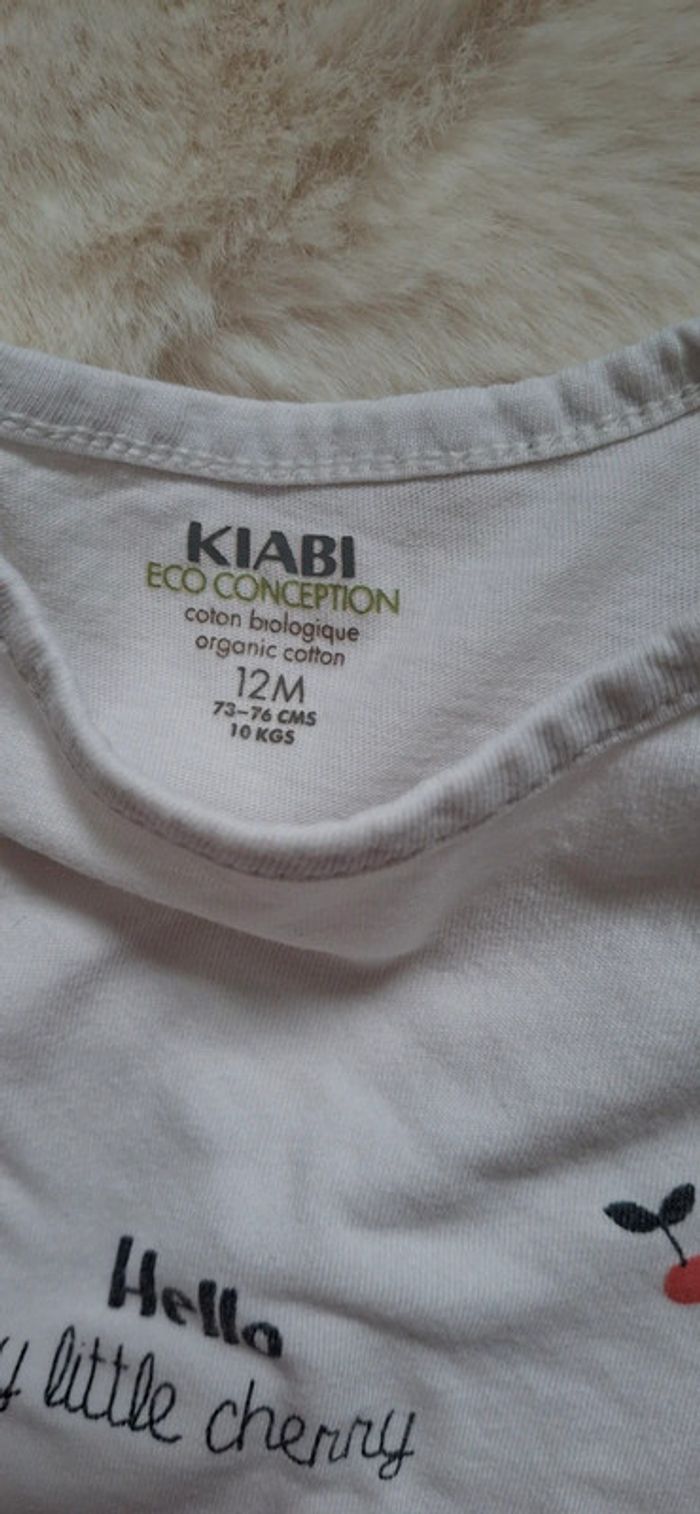 KIABI
ECO CONCEPTION
coton biologique
organic cotton
12M
73-76 CMS
10 KGS
Hello
y little cherry